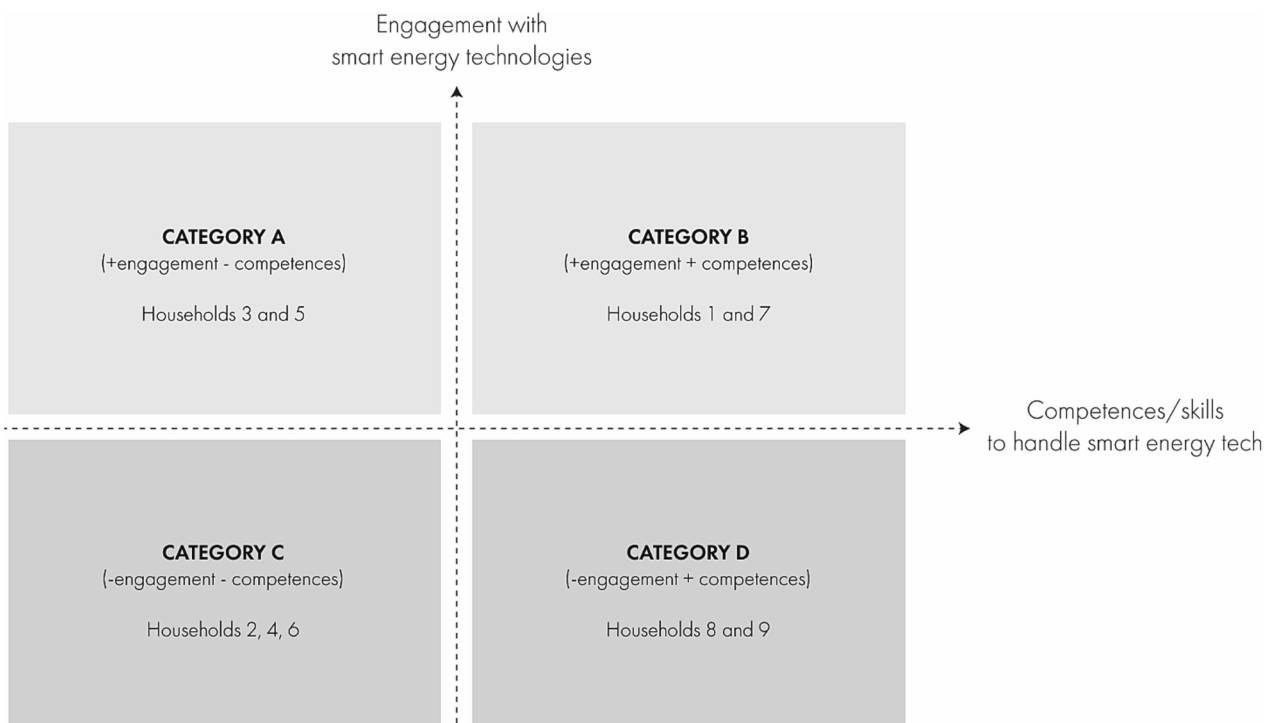 Engagement with
smart energy technologies
CATEGORY A
(+engagement - competences)
Households 3 and 5
CATEGORY B
(+engagement + competences)
Households 1 and 7
Competences/skills
to handle smart energy tech
CATEGORY C
(-engagement - competences)
Households 2, 4, 6
CATEGORY D
(-engagement + competences)
Households 8 and 9